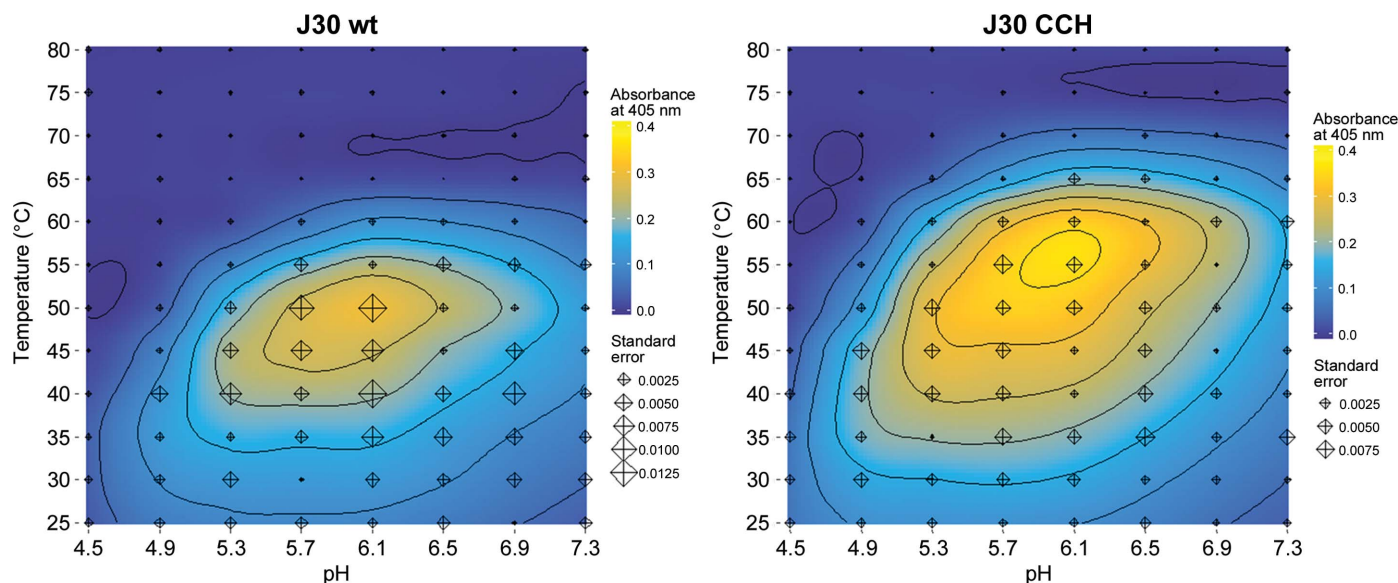 J30 wt
J30 CCH
Temperature (°C)
80
75
70
65
60
55
50
45
40
35
30
25
4.5 4.9 5.3 5.7 6.1 6.5 6.9 7.3
pH
Absorbance
at 405 nm
0.4
0.3
0.2
0.1
0.0
Standard
error
0.0025
0.0050
0.0075
0.0100
0.0125
Temperature (°C)
80
75
70
65
60
55
50
45
40
35
30
25
4.5 4.9 5.3 5.7 6.1 6.5 6.9 7.3
pH
Absorbance
at 405 nm
0.4
0.3
0.2
0.1
0.0
Standard
error
0.0025
0.0050
0.0075